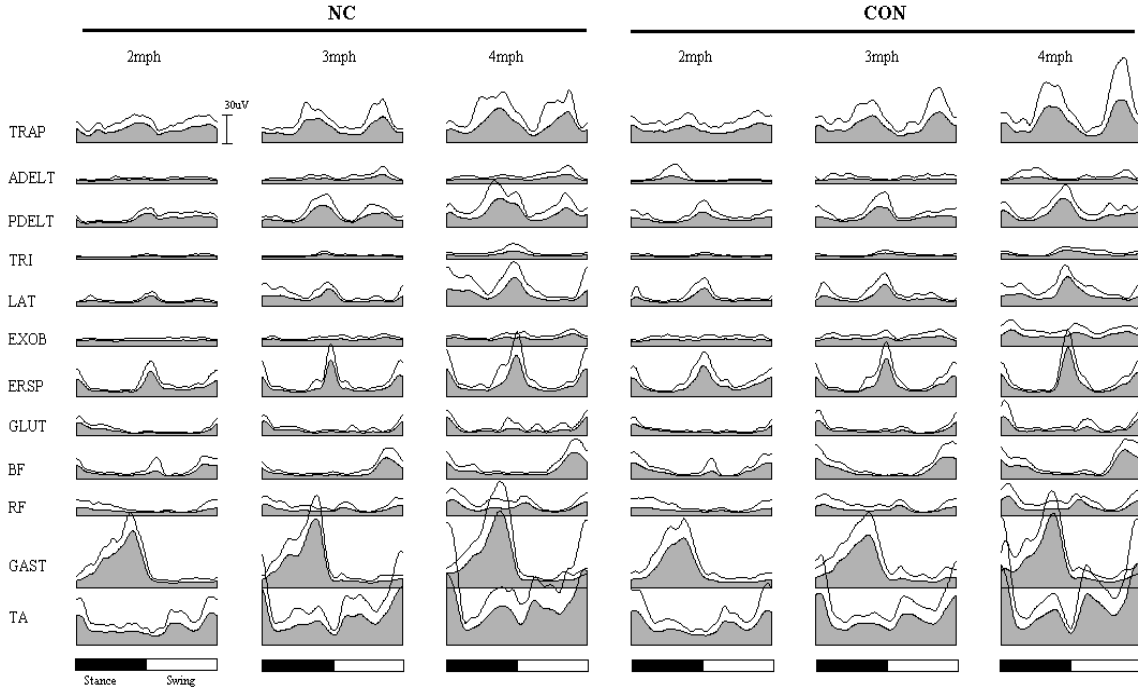 NC CON
2mph 3mph 4mph 2mph 3mph 4mph
30uV
TRAP
ADELT
PDELT
TRI
LAT
EXOB
ERSP
GLUT
BF
RF
GAST
TA
Stance Swing